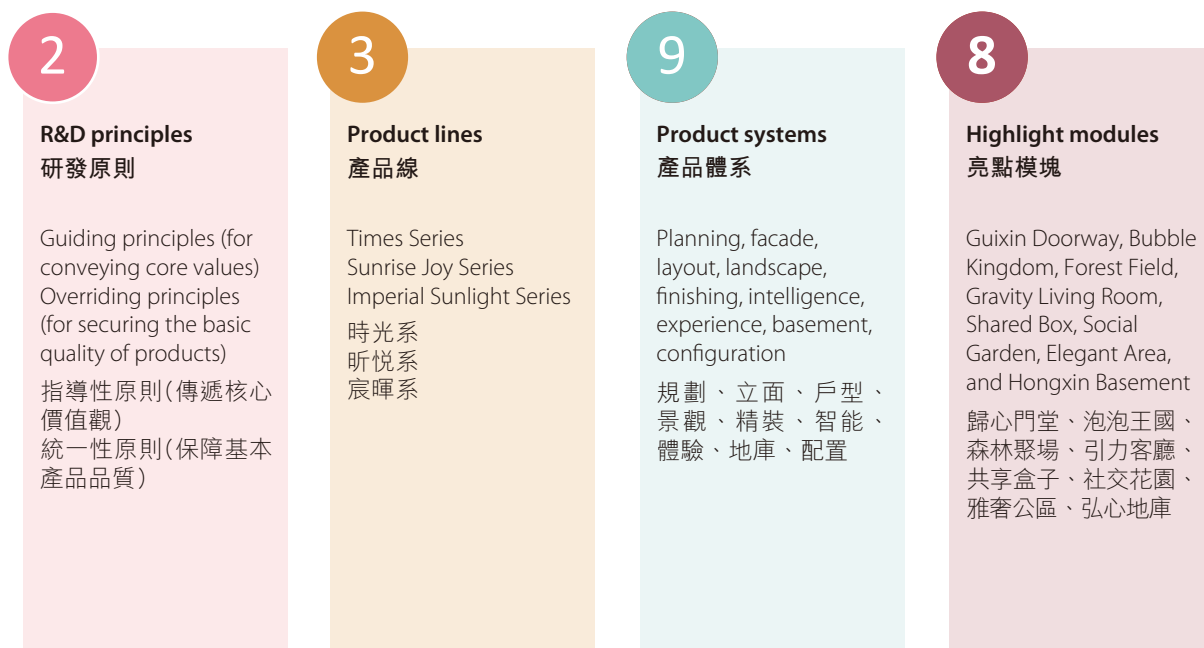 2
R&D principles
研發原則
Guiding principles (for
conveying core values)
Overriding principles
(for securing the basic
quality of products)
指導性原則(傳遞核心
價值觀)
統一性原則(保障基本
產品品質)
3
Product lines
產品線
Times Series
Sunrise Joy Series
Imperial Sunlight Series
時光系
昕悦系
宸暉系
9
Product systems
產品體系
Planning, facade,
layout, landscape,
finishing, intelligence,
experience, basement,
configuration
規劃、立面、戶型、
景觀、精裝、智能、
體驗、地庫、配置
8
Highlight modules
亮點模塊
Guixin Doorway, Bubble
Kingdom, Forest Field,
Gravity Living Room,
Shared Box, Social
Garden, Elegant Area,
and Hongxin Basement
歸心門堂、泡泡王國、
森林聚場、引力客廳、
共享盒子、社交花園、
雅奢公區、弘心地庫